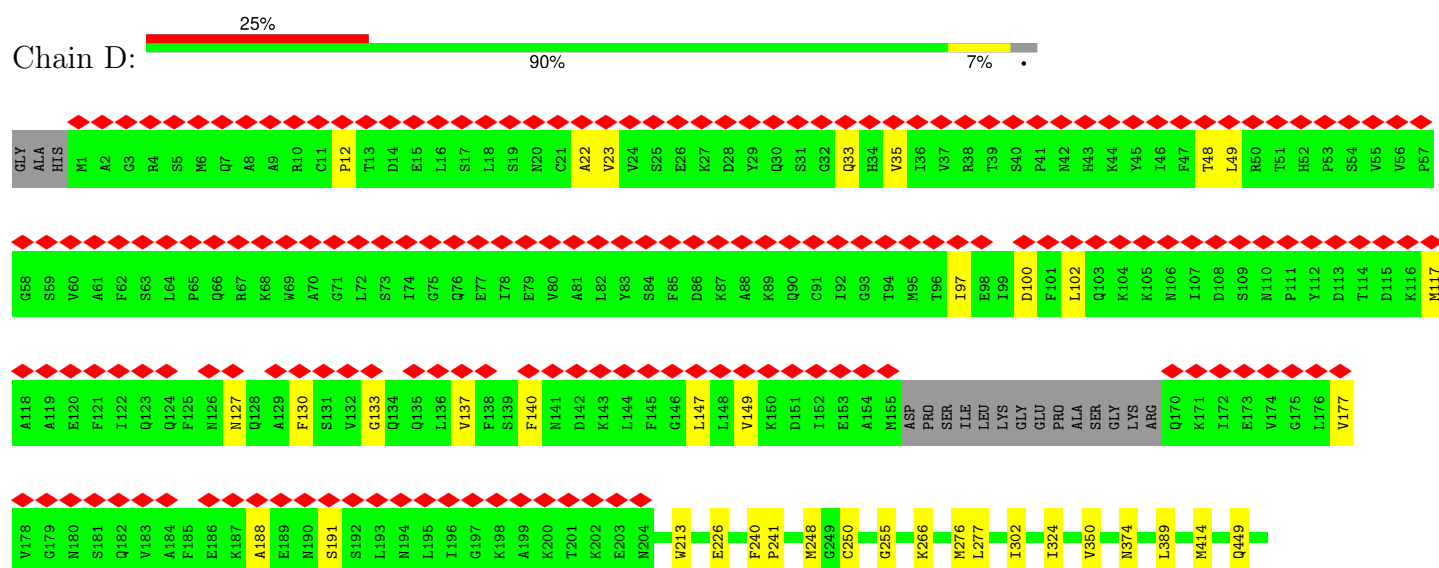 25%
Chain D:
90% 7% •
GLY ALA HIS M1 A2 G3 R4 S5 M6 Q7 A8 A9 R10 C11 P12 T13 D14 E15 L16 S17 L18 S19 N20 C21 A22 V23 V24 S25 E26 K27 D28 Y29 Q30 S31 G32 Q33 H34 V35 I36 V37 R38 T39 S40 P41 N42 H43 K44 Y45 I46 F47 T48 L49 R50 T51 H52 P53 S54 V55 V56 P57
G58 S59 V60 A61 F62 S63 L64 P65 Q66 R67 K68 W69 A70 G71 L72 S73 I74 G75 Q76 E77 I78 E79 V80 A81 L82 Y83 S84 F85 D86 K87 A88 K89 Q90 C91 I92 G93 T94 M95 T96 I97 E98 I99 D100 F101 L102 Q103 K104 K105 N106 I107 D108 S109 N110 P111 Y112 D113 T114 D115 K116 M117
A118 A119 E120 F121 I122 Q123 Q124 F125 N126 N127 Q128 A129 F130 S131 V132 G133 Q134 Q135 L136 V137 F138 S139 F140 N141 D142 K143 L144 F145 G146 L147 L148 V149 K150 D151 I152 E153 A154 M155 ASP PRO SER ILE LEU LYS GLY GLU PRO ALA SER GLY LYS ARG Q170 K171 I172 E173 V174 G175 L176 V177
V178 G179 N180 S181 Q182 V183 A184 F185 E186 K187 A188 E189 N190 S191 S192 L193 N194 L195 I196 G197 K198 A199 K200 T201 K202 E203 N204 W213 E226 F240 P241 M248 G249 C250 G255 K266 M276 L277 I302 I324 V350 N374 L389 M414 Q449